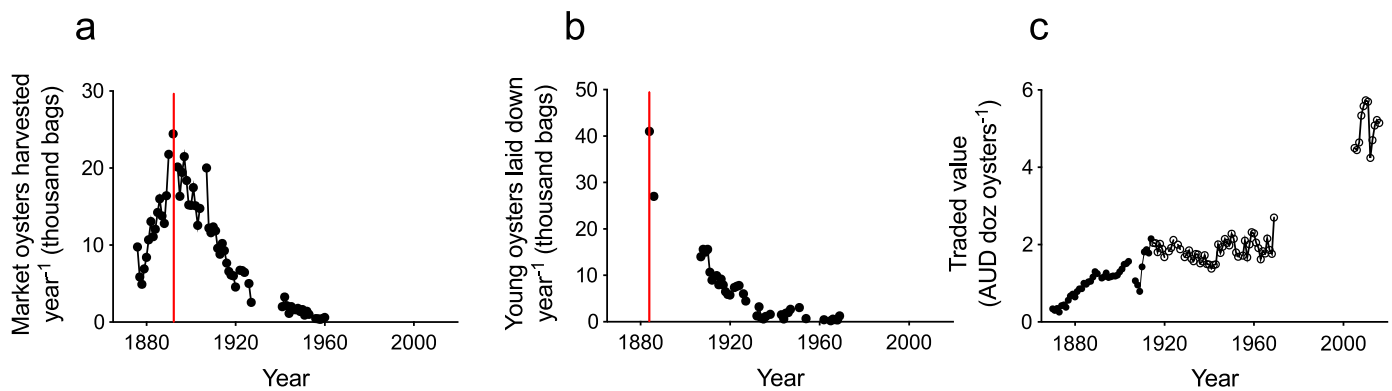 a
Market oysters harvested
year⁻¹ (thousand bags)
30
20
10
0
1880 1920 1960 2000
Year
b
Young oysters laid down
year⁻¹ (thousand bags)
50
40
30
20
10
0
1880 1920 1960 2000
Year
c
Traded value
(AUD doz oysters⁻¹)
6
4
2
0
1880 1920 1960 2000
Year